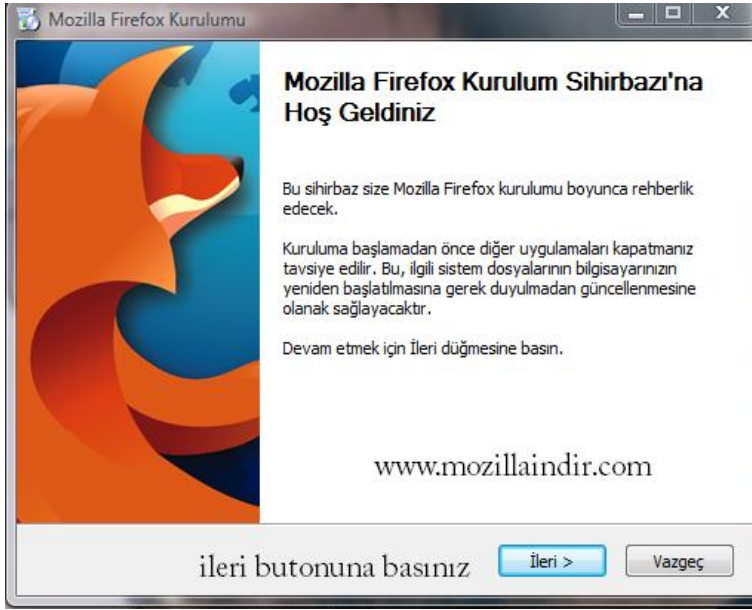 Mozilla Firefox Kurulumu
Mozilla Firefox Kurulum Sihirbazı'na
Hoş Geldiniz
Bu sihirbaz size Mozilla Firefox kurulumu boyunca rehberlik
edecek.
Kuruluma başlamadan önce diğer uygulamaları kapatmanız
tavsiye edilir. Bu, ilgili sistem dosyalarının bilgisayarınızın
yeniden başlatılmasına gerek duyulmadan güncellenmesine
olanak sağlayacaktır.
Devam etmek için İleri düğmesine basın.
www.mozillaindir.com
ileri butonuna basınız
İleri >
Vazgeç